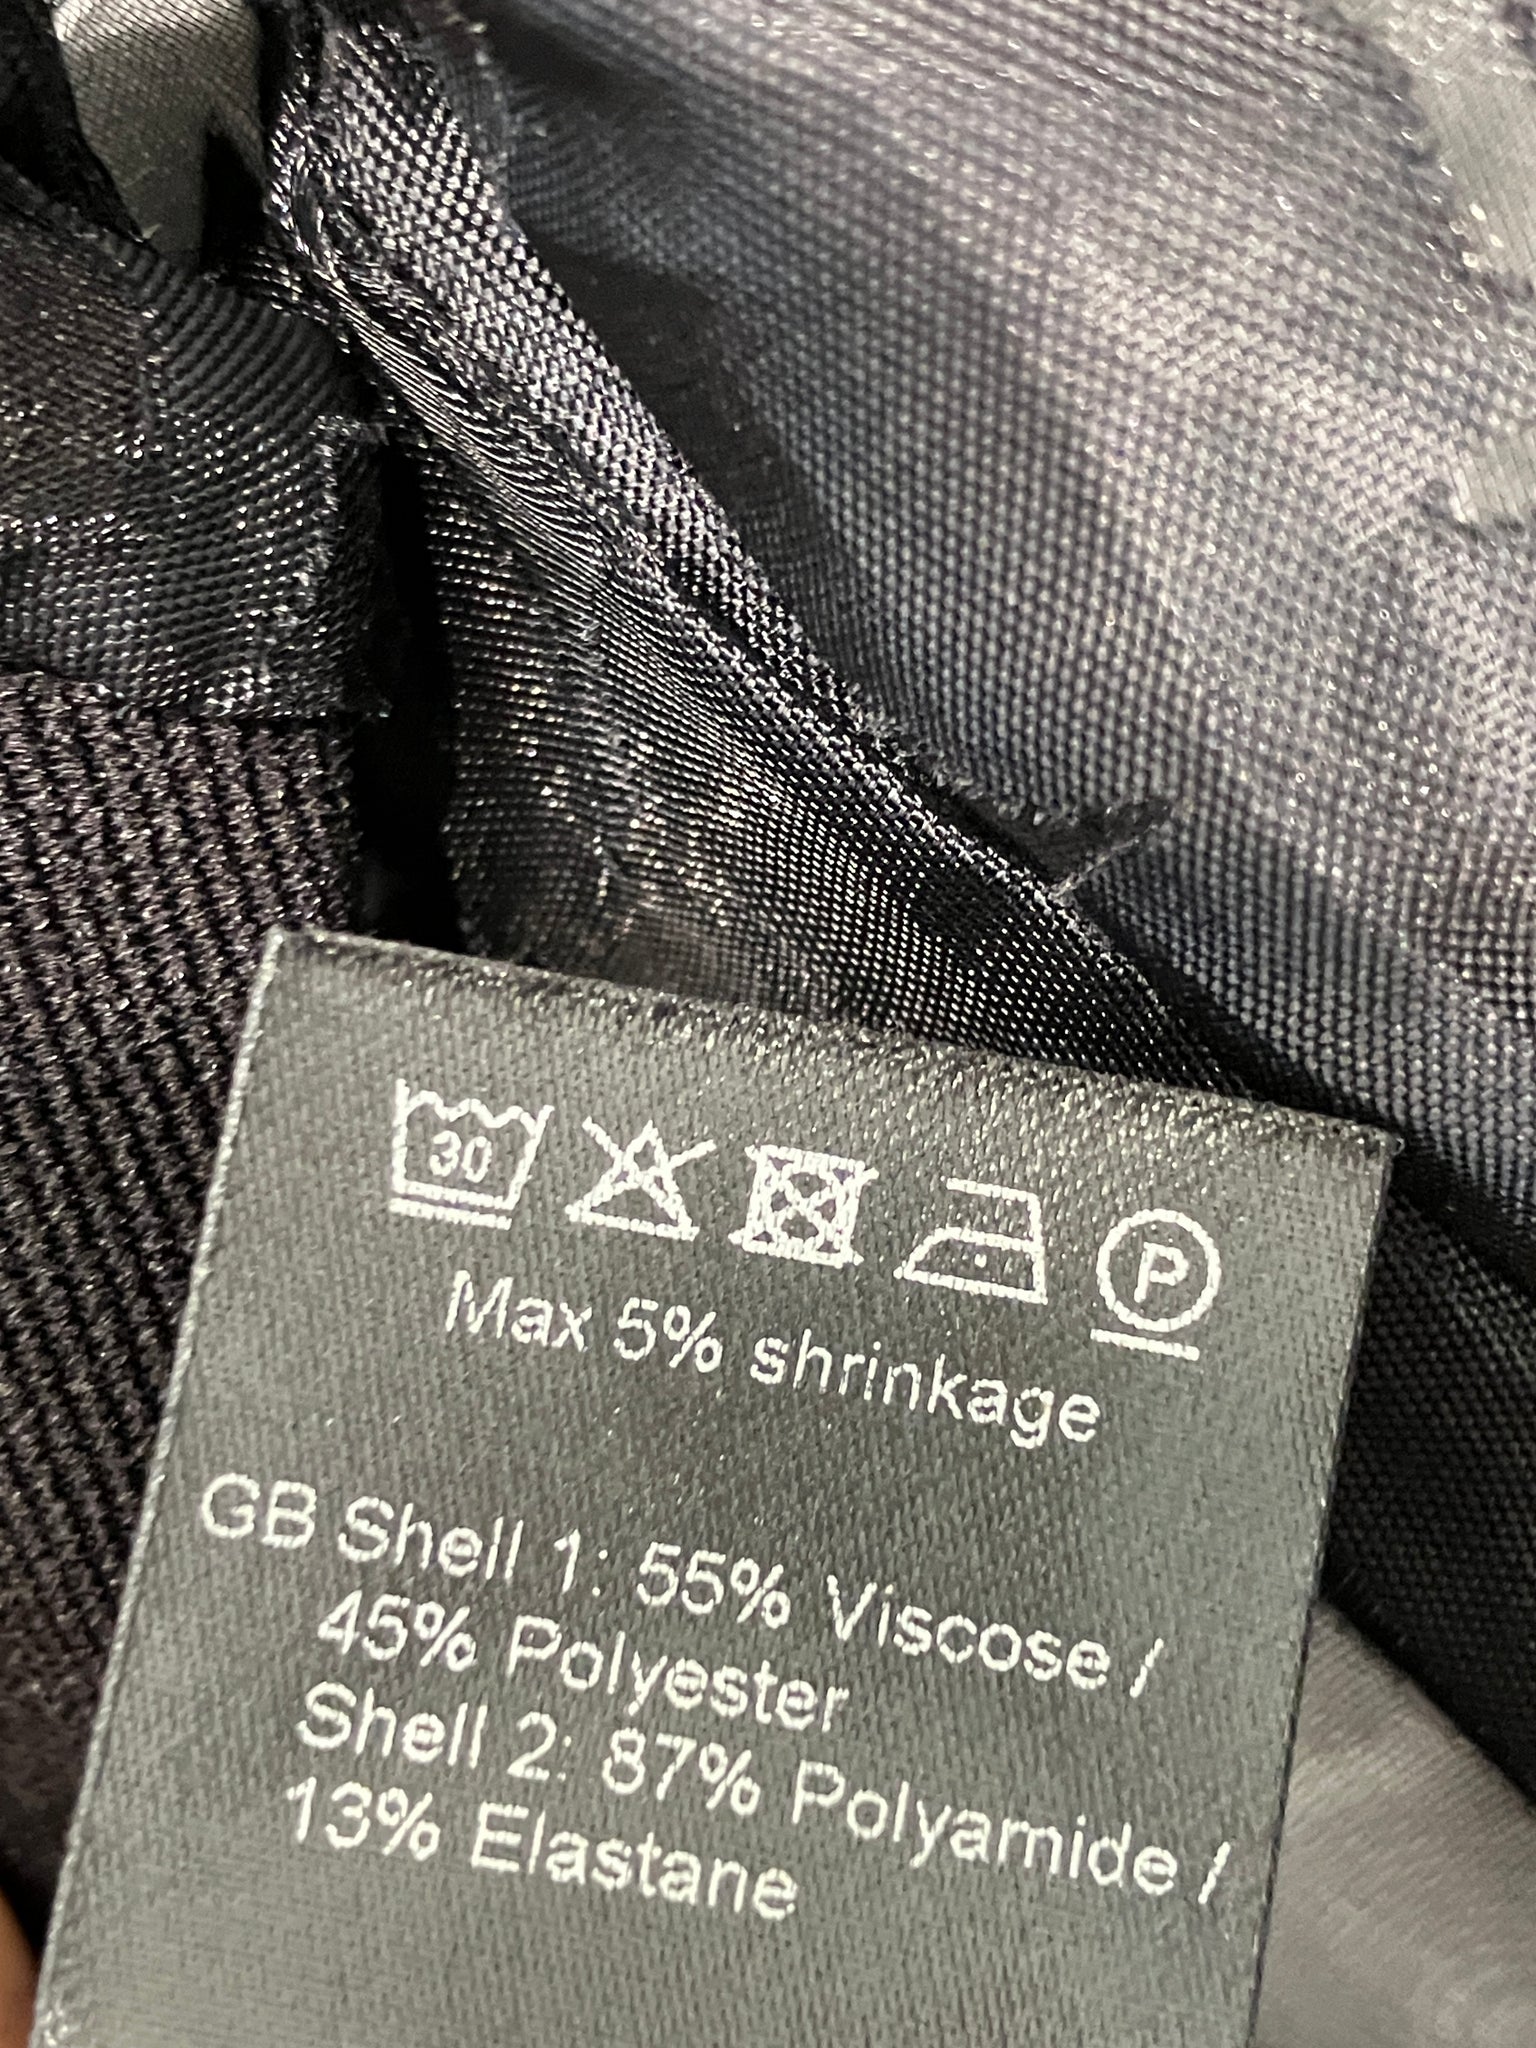 30
P
Max 5% shrinkage
GB Shell 1: 55% Viscose /
45% Polyester
Shell 2: 87% Polyamide /
13% Elastane